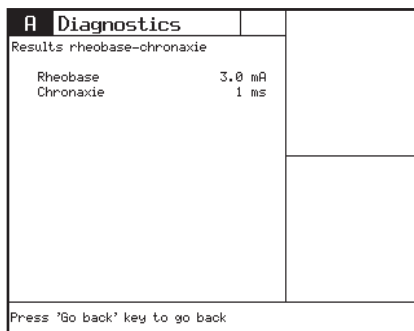 A Diagnostics
Results rheobase-chronaxie
Rheobase 3.0 mA
Chronaxie 1 ms
Press 'Go back' key to go back